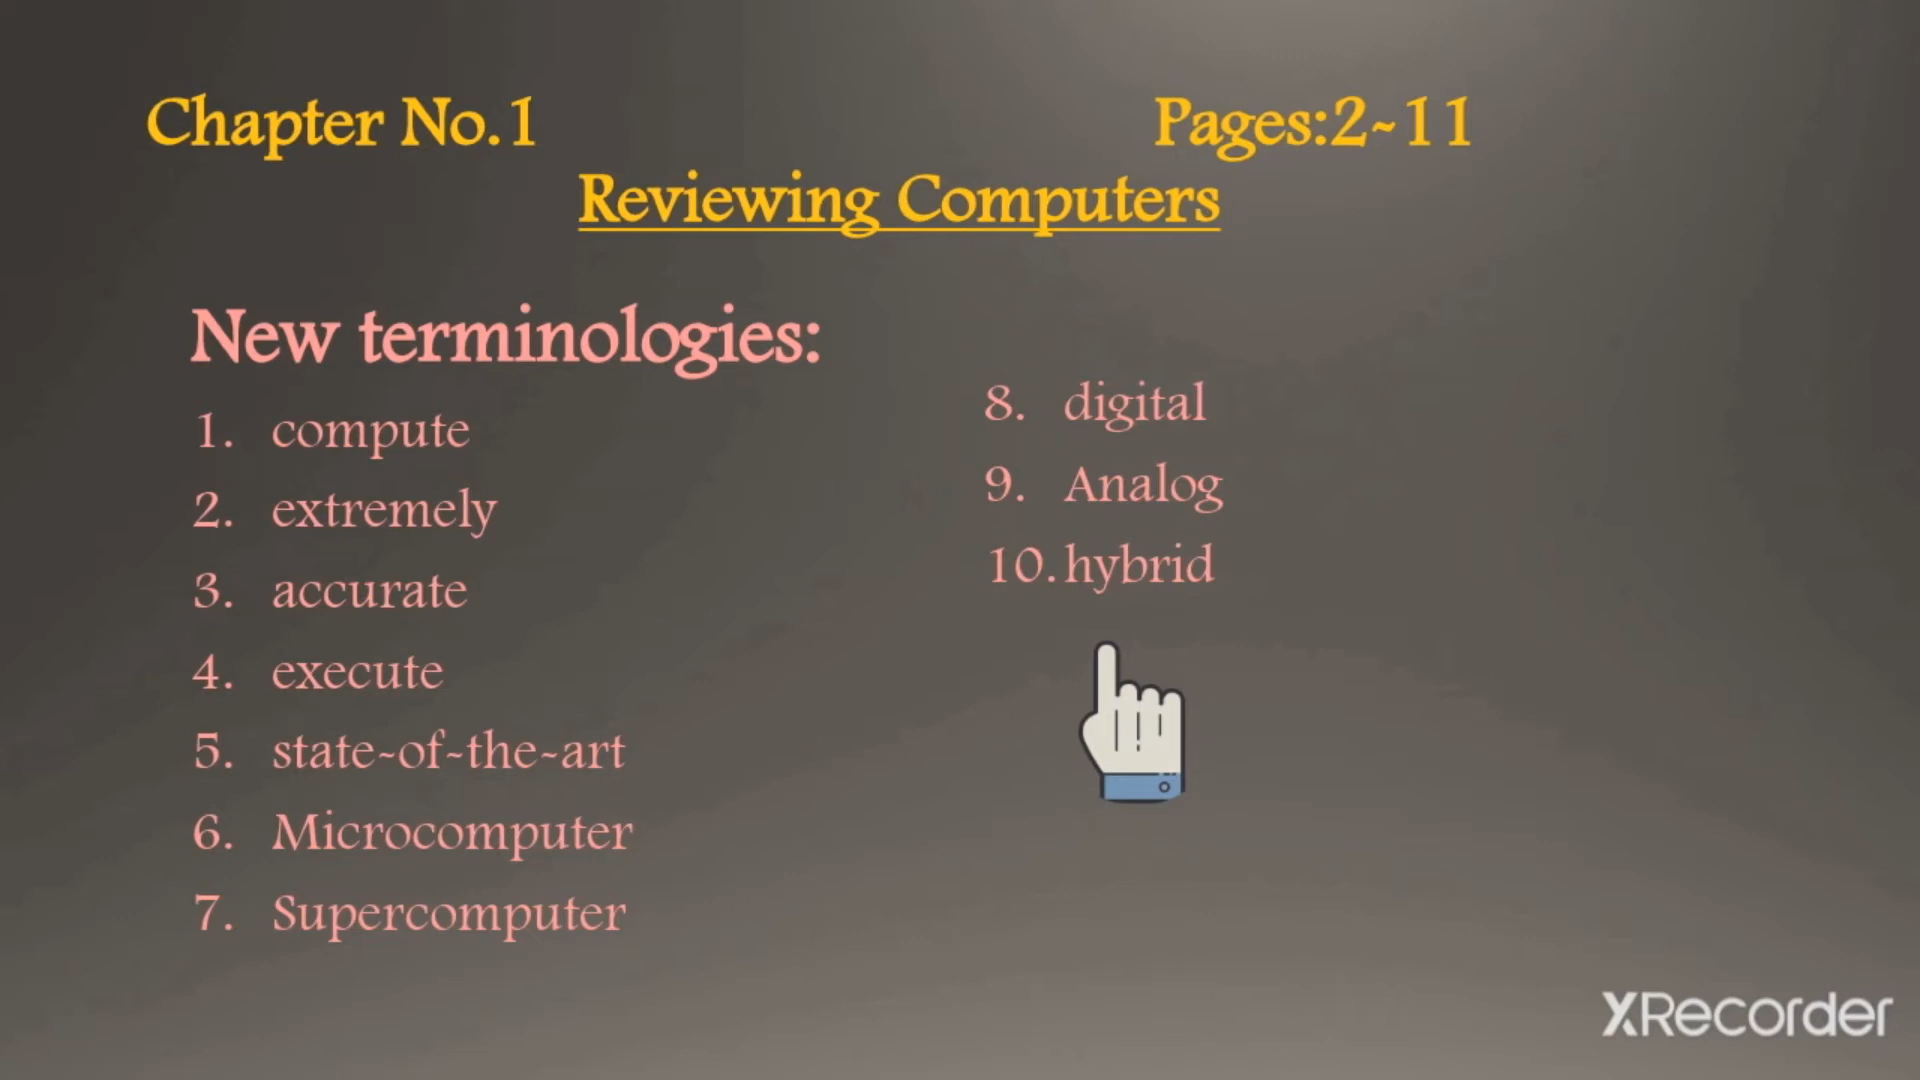 Chapter No.1 Pages:2~11
Reviewing Computers
New terminologies:
1. compute
2. extremely
3. accurate
4. execute
5. state-of-the-art
6. Microcomputer
7. Supercomputer
8. digital
9. Analog
10. hybrid
XRecorder